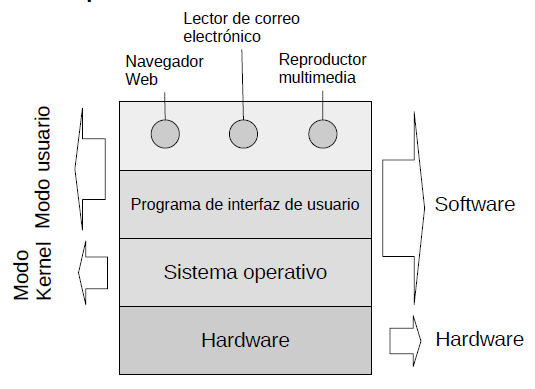 Lector de correo
electrónico
Navegador
Web
Reproductor
multimedia
Modo usuario
Programa de interfaz de usuario
Software
Modo
Kernel
Sistema operativo
Hardware
Hardware